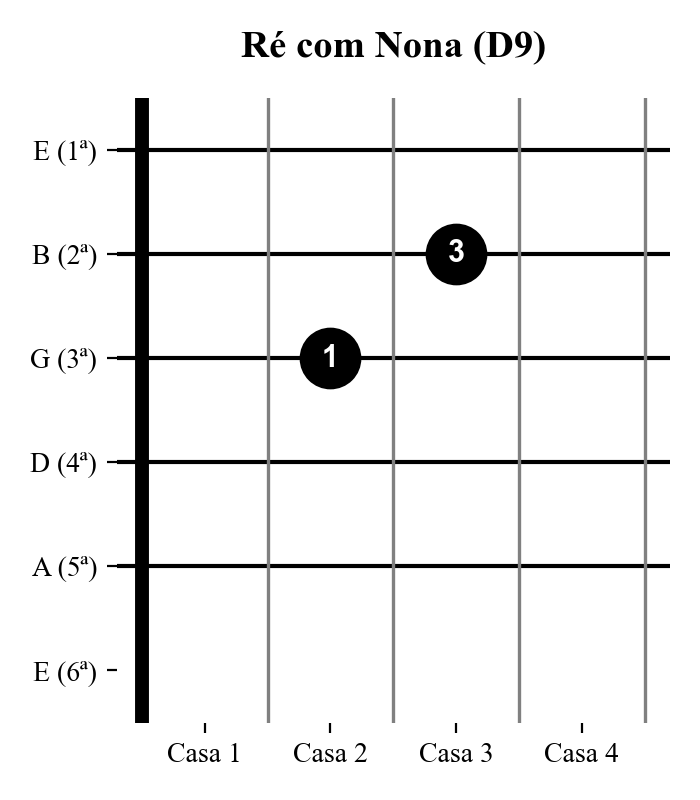 Ré com Nona (D9)
E (1ª)
B (2ª)
3
G (3ª)
1
D (4ª)
A (5ª)
E (6ª)
Casa 1 Casa 2 Casa 3 Casa 4